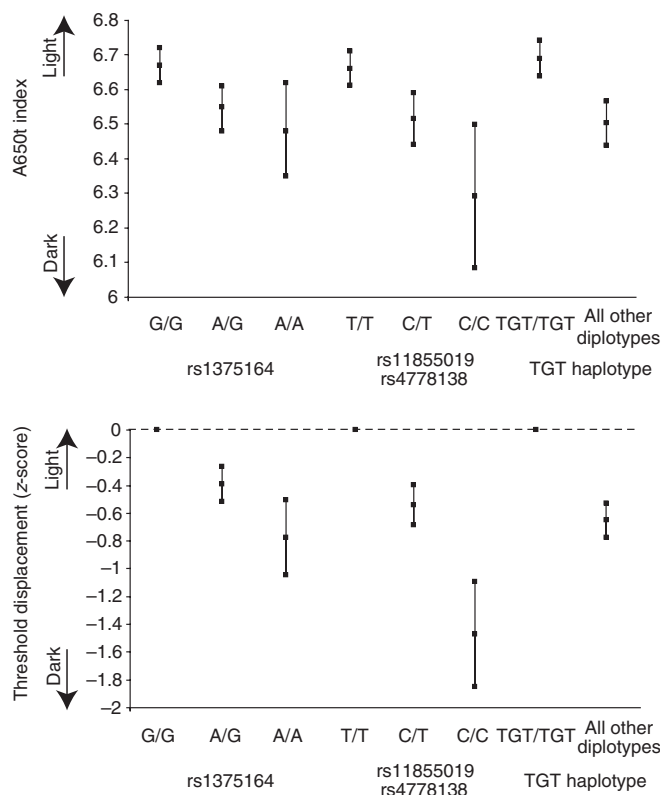 6.8
6.7
6.6
6.5
6.4
6.3
6.2
6.1
6
A650t index
Light
Dark
G/G A/G A/A T/T C/T C/C TGT/TGT All other
diplotypes
rs1375164 rs11855019 TGT haplotype
rs4778138
0
–0.2
–0.4
–0.6
–0.8
–1
–1.2
–1.4
–1.6
–1.8
–2
Threshold displacement (z-score)
Light
Dark
G/G A/G A/A T/T C/T C/C TGT/TGT All other
diplotypes
rs1375164 rs11855019 TGT haplotype
rs4778138